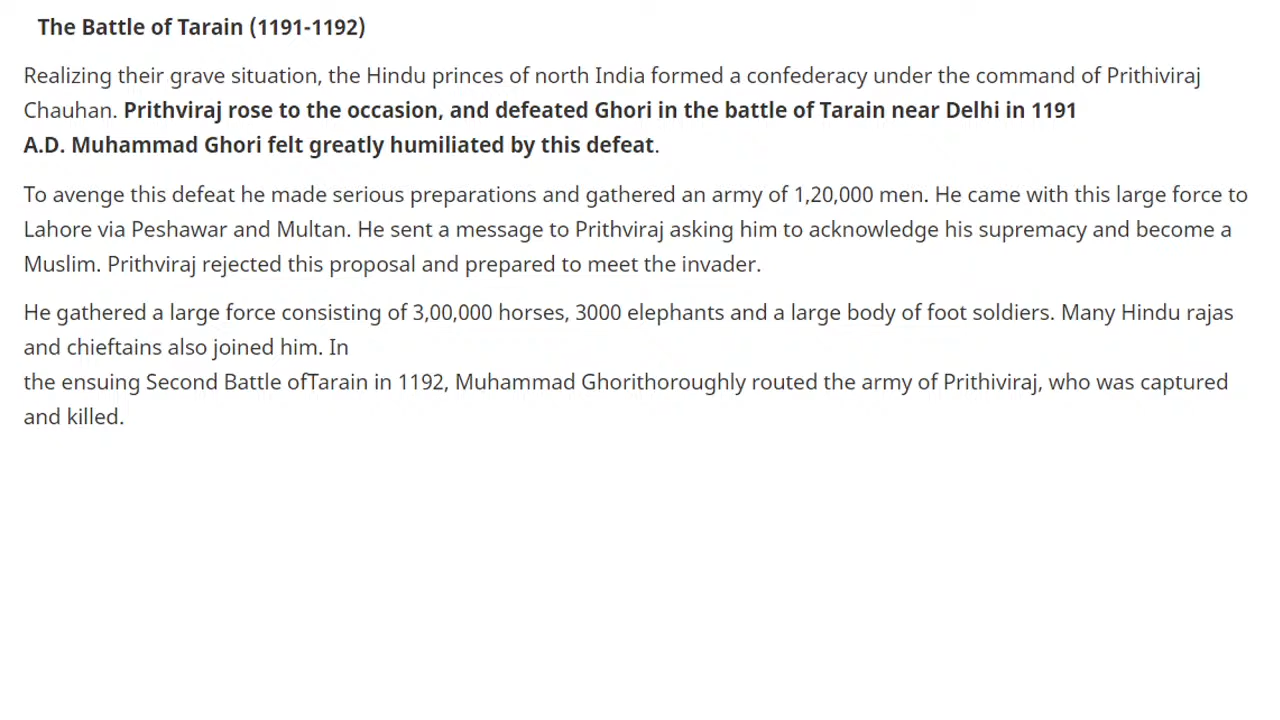 The Battle of Tarain (1191-1192)
Realizing their grave situation, the Hindu princes of north India formed a confederacy under the command of Prithiviraj
Chauhan. Prithviraj rose to the occasion, and defeated Ghori in the battle of Tarain near Delhi in 1191
A.D. Muhammad Ghori felt greatly humiliated by this defeat.
To avenge this defeat he made serious preparations and gathered an army of 1,20,000 men. He came with this large force to
Lahore via Peshawar and Multan. He sent a message to Prithviraj asking him to acknowledge his supremacy and become a
Muslim. Prithviraj rejected this proposal and prepared to meet the invader.
He gathered a large force consisting of 3,00,000 horses, 3000 elephants and a large body of foot soldiers. Many Hindu rajas
and chieftains also joined him. In
the ensuing Second Battle ofTarain in 1192, Muhammad Ghorithoroughly routed the army of Prithiviraj, who was captured
and killed.